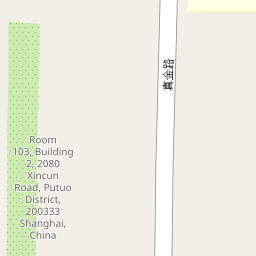 真金路
Room
103, Building
2, 2080
Xincun
Road, Putuo
District,
200333
Shanghai,
China